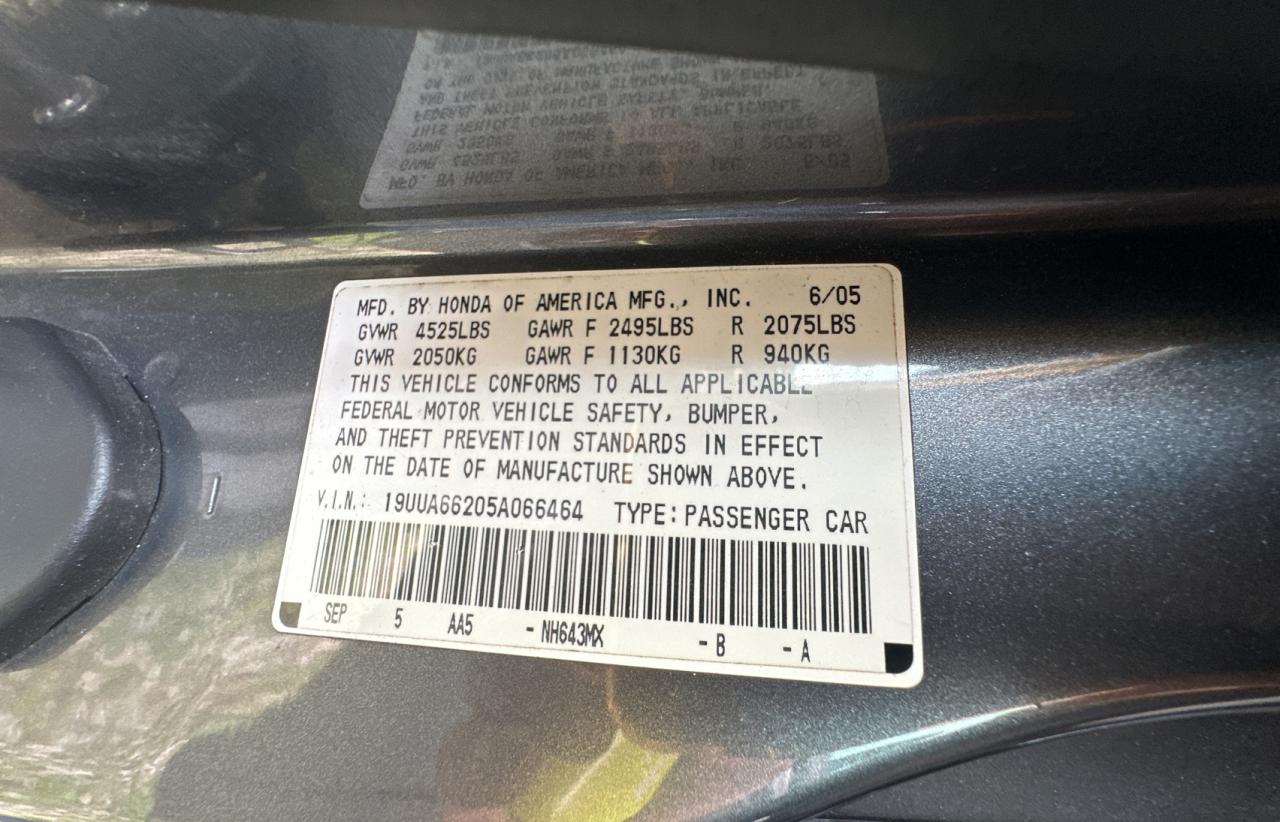 MFD. BY HONDA OF AMERICA MFG., INC. 6/05
GVWR 4525LBS GAWR F 2495LBS R 2075LBS
GVWR 2050KG GAWR F 1130KG R 940KG
THIS VEHICLE CONFORMS TO ALL APPLICABLE
FEDERAL MOTOR VEHICLE SAFETY, BUMPER,
AND THEFT PREVENTION STANDARDS IN EFFECT
ON THE DATE OF MANUFACTURE SHOWN ABOVE.
V.I.N.: 19UUA66205A066464 TYPE: PASSENGER CAR
SEP 5 AA5 -NH643MX -B -A